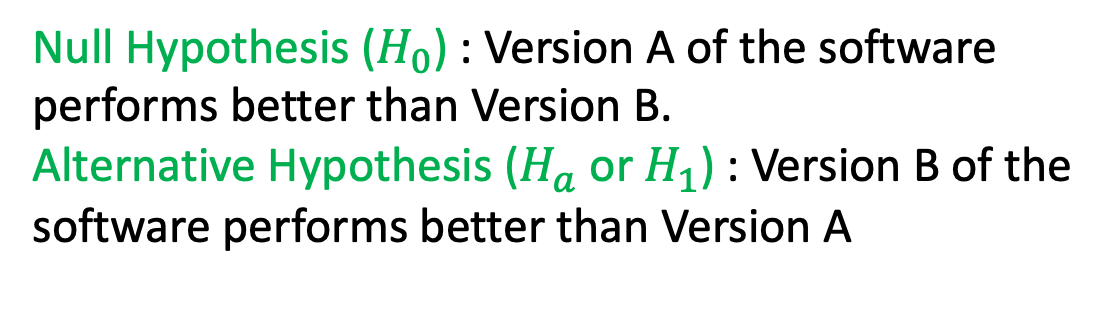 Null Hypothesis (H₀) : Version A of the software
performs better than Version B.
Alternative Hypothesis (Hₐ or H₁) : Version B of the
software performs better than Version A